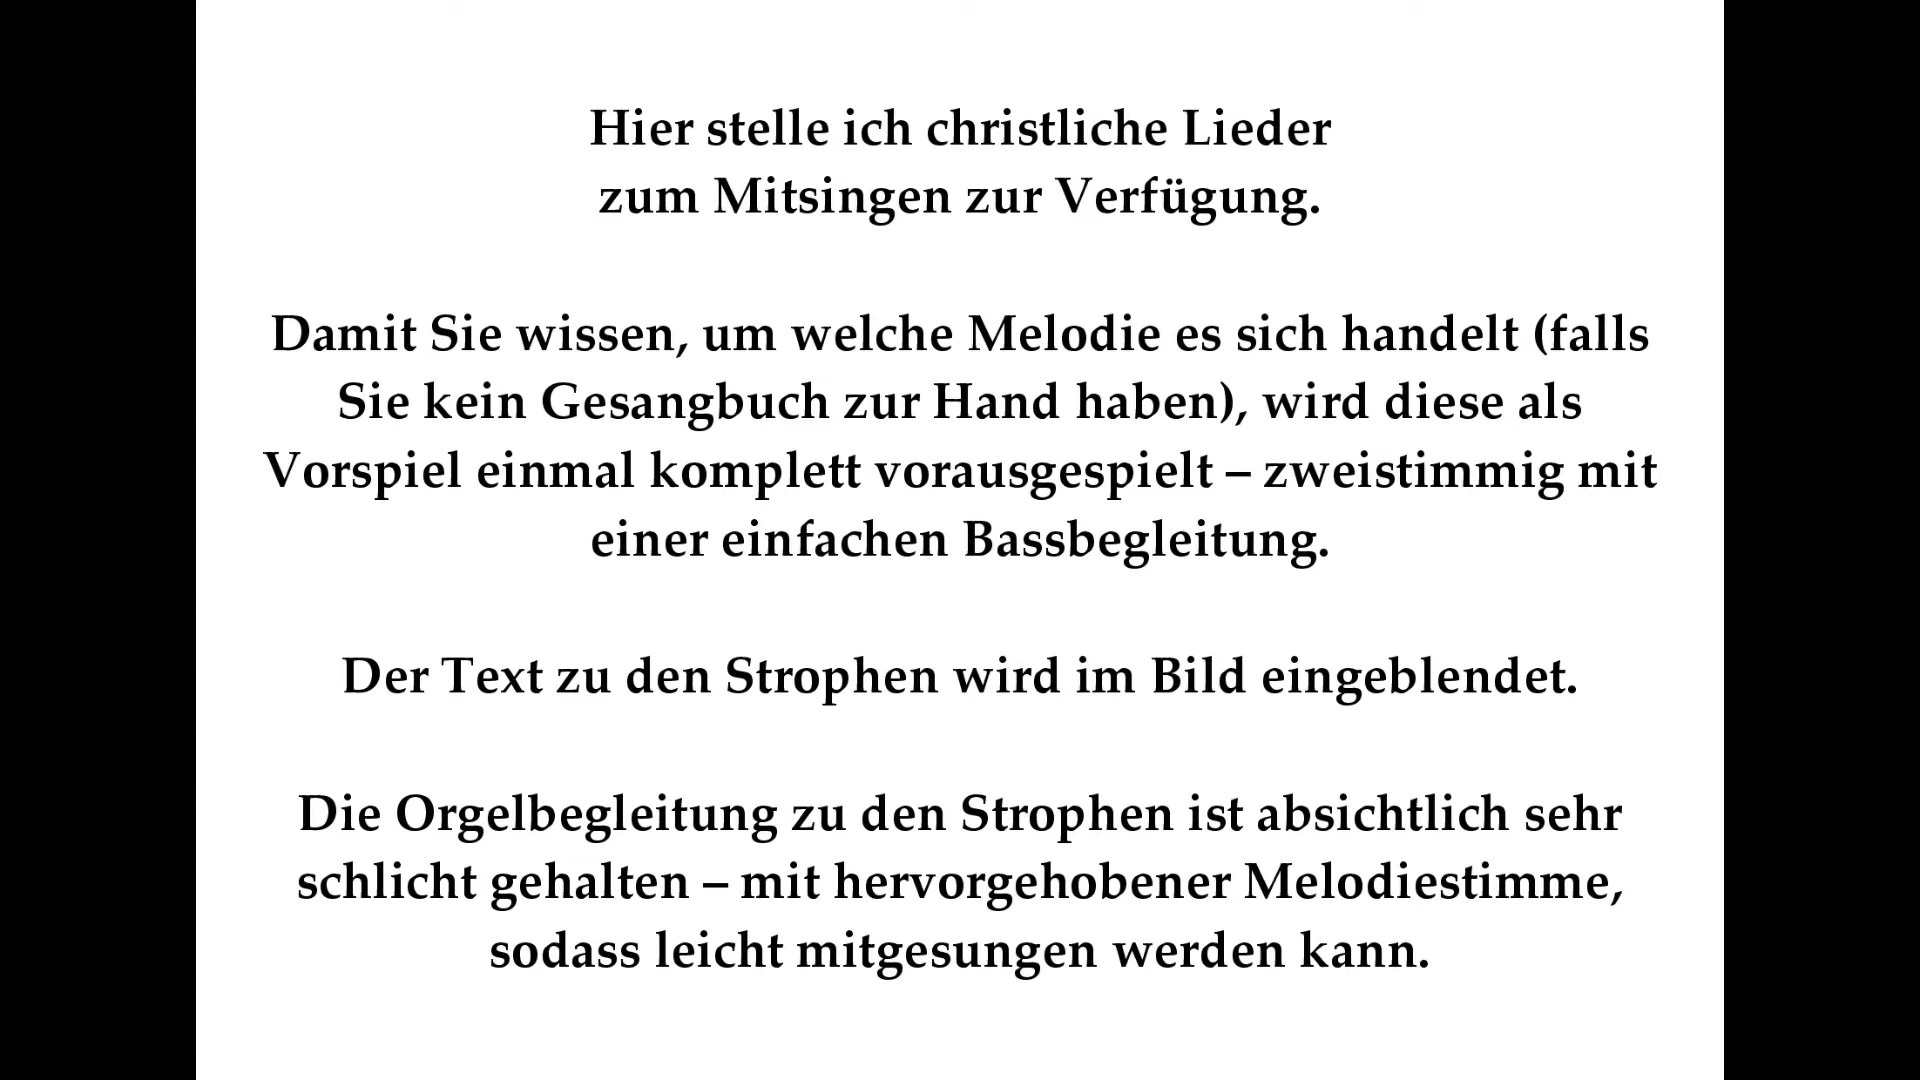 Hier stelle ich christliche Lieder
zum Mitsingen zur Verfügung.
Damit Sie wissen, um welche Melodie es sich handelt (falls
Sie kein Gesangbuch zur Hand haben), wird diese als
Vorspiel einmal komplett vorausgespielt – zweistimmig mit
einer einfachen Bassbegleitung.
Der Text zu den Strophen wird im Bild eingeblendet.
Die Orgelbegleitung zu den Strophen ist absichtlich sehr
schlicht gehalten – mit hervorgehobener Melodiestimme,
sodass leicht mitgesungen werden kann.